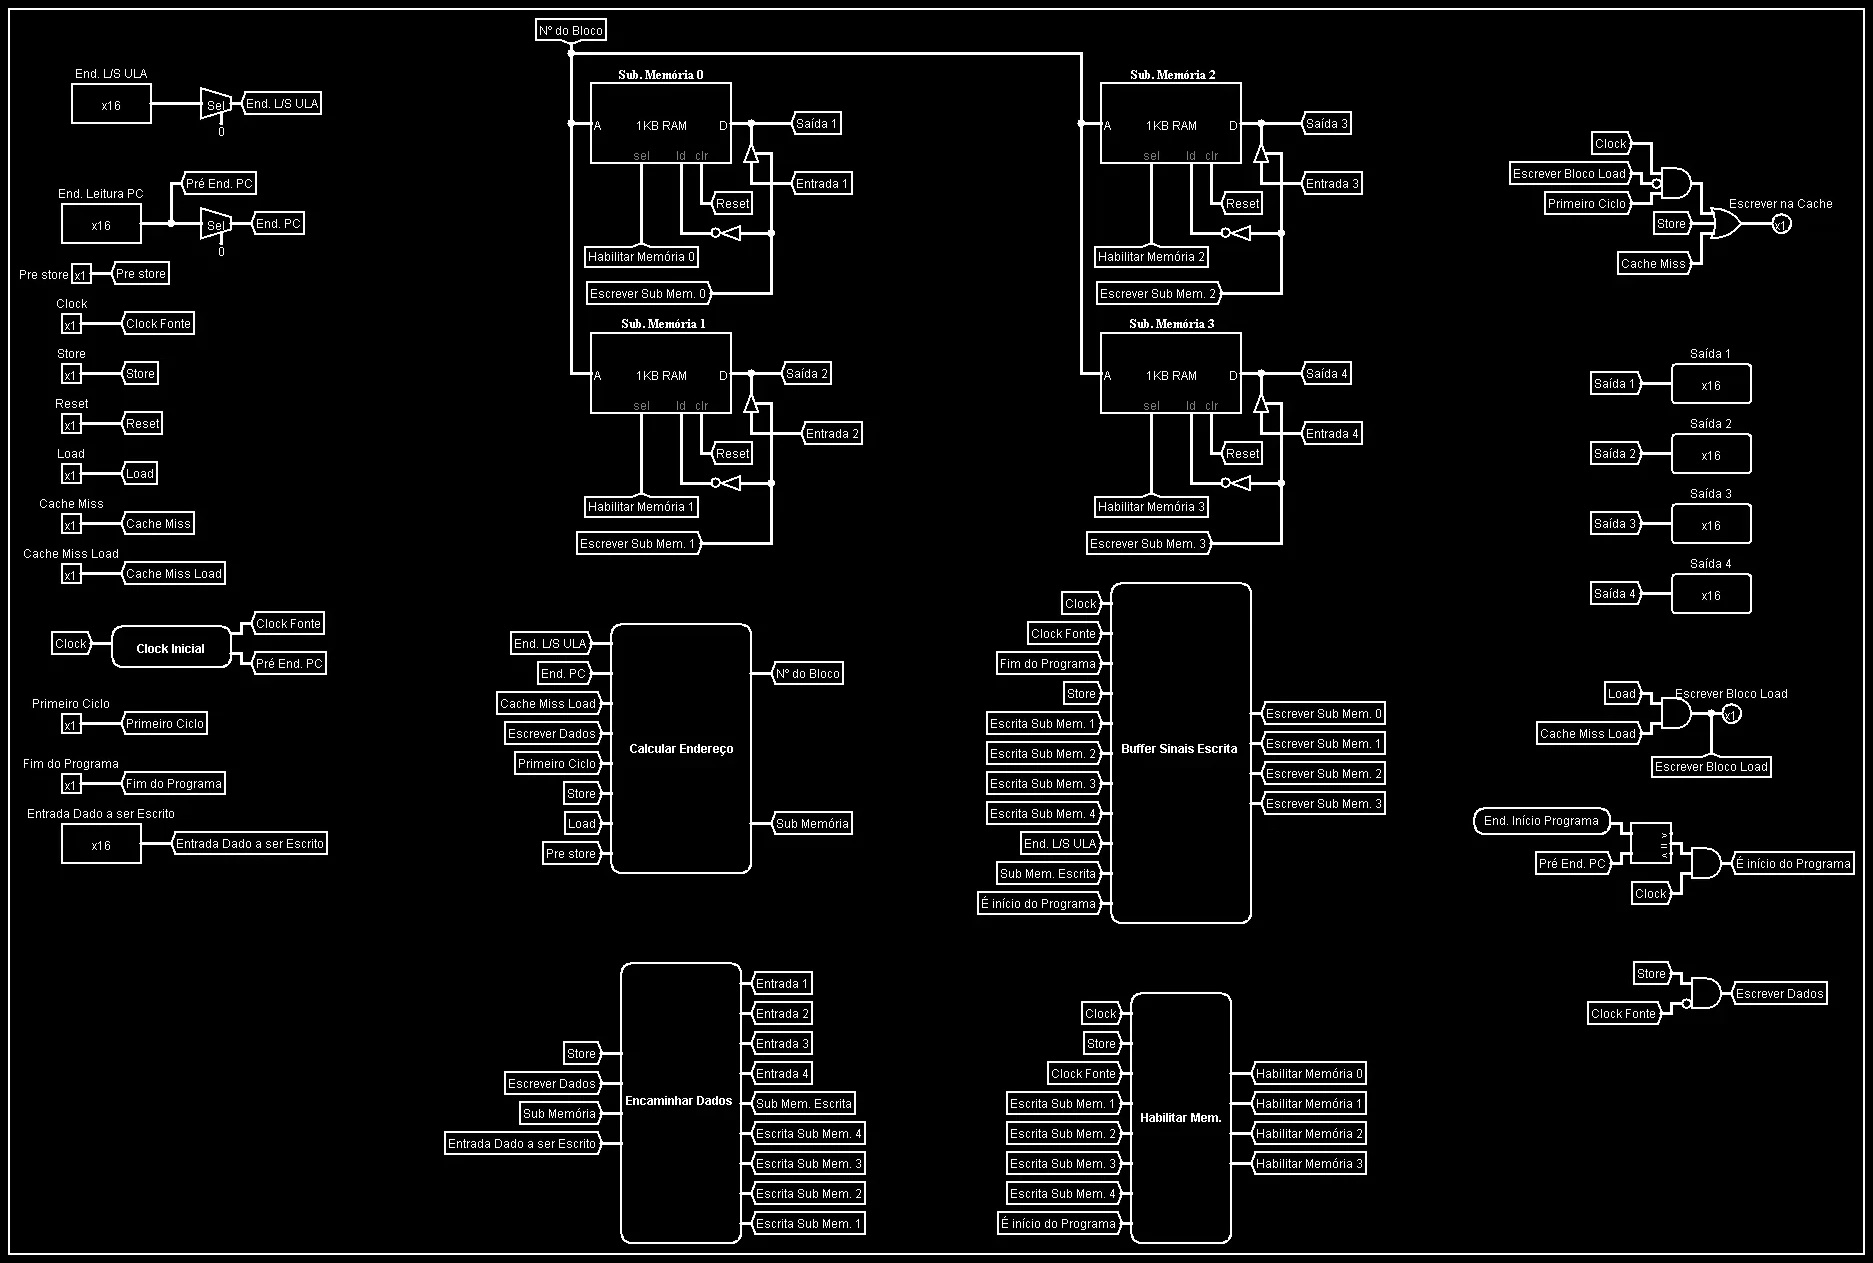 End. L/S ULA
x16
Sel
0
End. L/S ULA
End. Leitura PC
x16
Pré End. PC
Sel
0
End. PC
Pre store
x1
Pre store
Clock
x1
Clock Fonte
Store
x1
Store
Reset
x1
Reset
Load
x1
Load
Cache Miss
x1
Cache Miss
Cache Miss Load
x1
Cache Miss Load
Clock
Clock Inicial
Clock Fonte
Pré End. PC
Primeiro Ciclo
x1
Primeiro Ciclo
Fim do Programa
x1
Fim do Programa
Entrada Dado a ser Escrito
x16
Entrada Dado a ser Escrito
Nº do Bloco
Sub. Memória 0
A
1KB RAM
D
sel
ld
clr
Saída 1
Entrada 1
Reset
Habilitar Memória 0
Escrever Sub Mem. 0
Sub. Memória 1
A
1KB RAM
D
sel
ld
clr
Saída 2
Entrada 2
Reset
Habilitar Memória 1
Escrever Sub Mem. 1
Sub. Memória 2
A
1KB RAM
D
sel
ld
clr
Saída 3
Entrada 3
Reset
Habilitar Memória 2
Escrever Sub Mem. 2
Sub. Memória 3
A
1KB RAM
D
sel
ld
clr
Saída 4
Entrada 4
Reset
Habilitar Memória 3
Escrever Sub Mem. 3
End. L/S ULA
End. PC
Cache Miss Load
Escrever Dados
Primeiro Ciclo
Store
Load
Pre store
Calcular Endereço
Nº do Bloco
Sub Memória
Clock
Clock Fonte
Fim do Programa
Store
Escrita Sub Mem. 1
Escrita Sub Mem. 2
Escrita Sub Mem. 3
Escrita Sub Mem. 4
End. L/S ULA
Sub Mem. Escrita
É início do Programa
Buffer Sinais Escrita
Escrever Sub Mem. 0
Escrever Sub Mem. 1
Escrever Sub Mem. 2
Escrever Sub Mem. 3
Store
Escrever Dados
Sub Memória
Entrada Dado a ser Escrito
Encaminhar Dados
Entrada 1
Entrada 2
Entrada 3
Entrada 4
Sub Mem. Escrita
Escrita Sub Mem. 4
Escrita Sub Mem. 3
Escrita Sub Mem. 2
Escrita Sub Mem. 1
Clock
Store
Clock Fonte
Escrita Sub Mem. 1
Escrita Sub Mem. 2
Escrita Sub Mem. 3
Escrita Sub Mem. 4
É início do Programa
Habilitar Mem.
Habilitar Memória 0
Habilitar Memória 1
Habilitar Memória 2
Habilitar Memória 3
Clock
Escrever Bloco Load
Primeiro Ciclo
Store
Cache Miss
Escrever na Cache
x1
Saída 1
Saída 1
x16
Saída 2
Saída 2
x16
Saída 3
Saída 3
x16
Saída 4
Saída 4
x16
Load
Cache Miss Load
Escrever Bloco Load
x1
Escrever Bloco Load
End. Início Programa
Pré End. PC
Clock
É início do Programa
Store
Clock Fonte
Escrever Dados